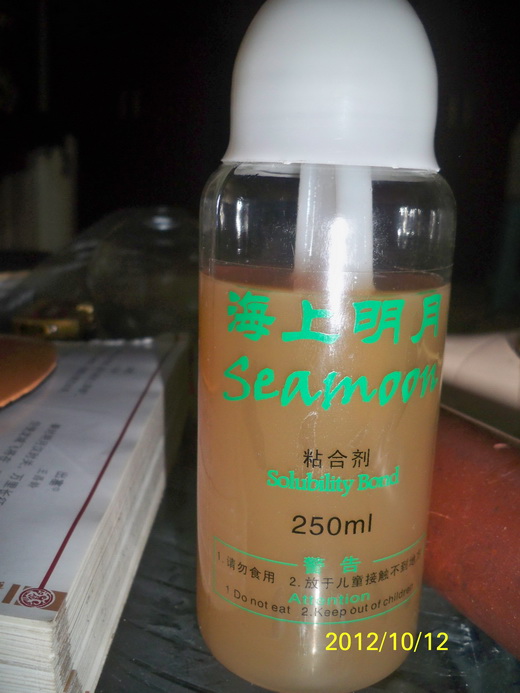 海上明月
Seamoon
粘合剂
Solubility Bond
250ml
警告
1.请勿食用 2.放于儿童接触不到地方
Attention
1.Do not eat 2.Keep out of children
2012/10/12